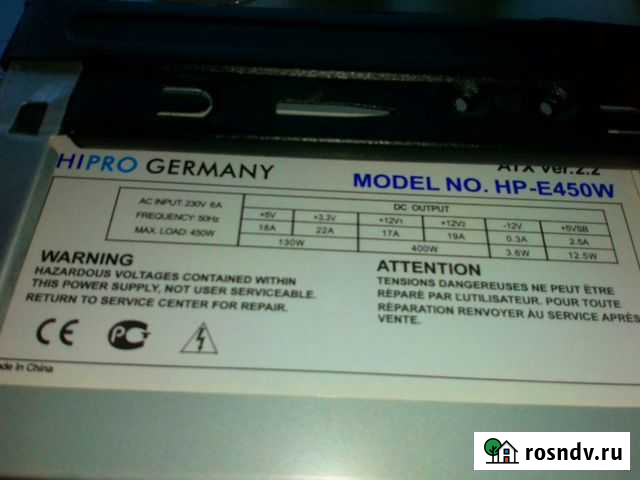 HIPRO GERMANY
ATX ver.2.2
MODEL NO. HP-E450W
AC INPUT: 230V 6A
FREQUENCY: 50Hz
MAX. LOAD: 450W
DC OUTPUT
+5V +3.3V +12V1 +12V2 -12V +5VSB
18A 22A 17A 19A 0.3A 2.5A
130W 400W 3.6W 12.5W
WARNING
HAZARDOUS VOLTAGES CONTAINED WITHIN
THIS POWER SUPPLY, NOT USER SERVICEABLE.
RETURN TO SERVICE CENTER FOR REPAIR.
ATTENTION
TENSIONS DANGEREUSES NE PEUT ÊTRE
RÉPARÉ PAR L'UTILISATEUR. POUR TOUTE
RÉPARATION RENVOYER AU SERVICE APRÈS
VENTE.
CE
ade in China
rosndv.ru